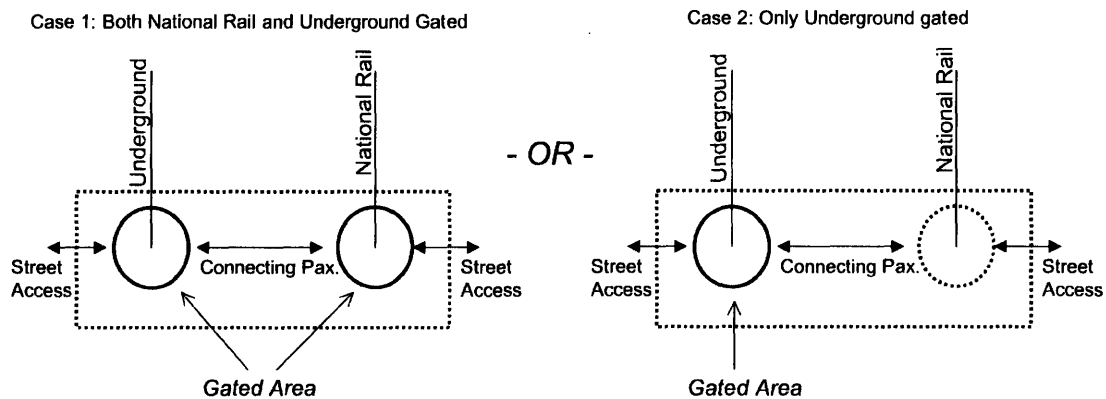 Case 1: Both National Rail and Underground Gated
Underground
National Rail
Street
Access
Connecting Pax.
Street
Access
Gated Area
- OR -
Case 2: Only Underground gated
Underground
National Rail
Street
Access
Connecting Pax.
Street
Access
Gated Area